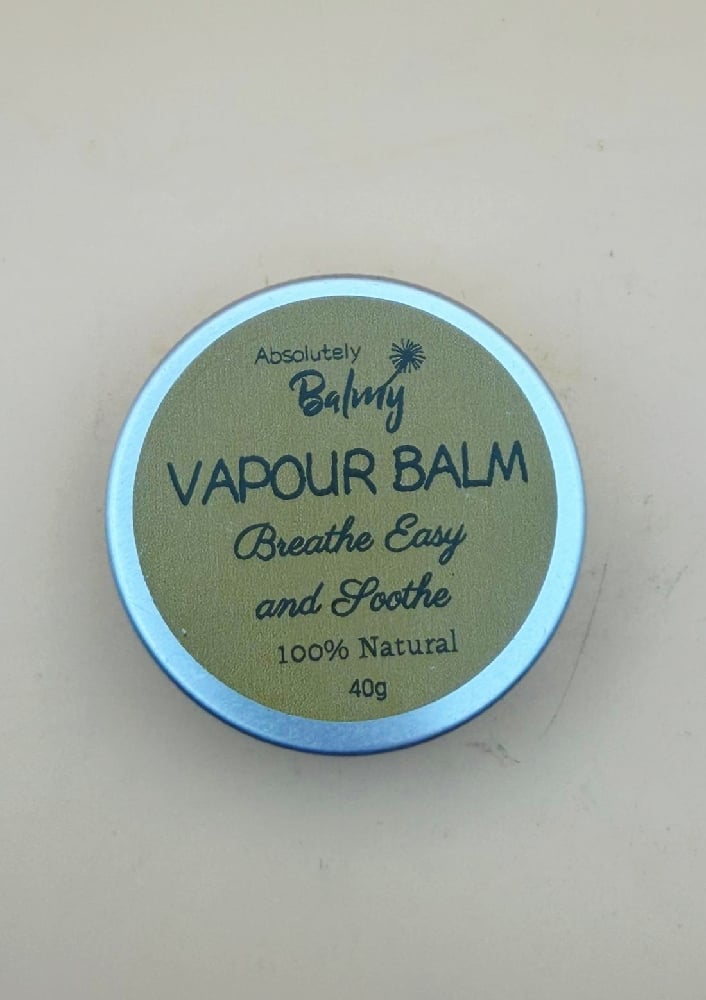 Absolutely
Balmy
VAPOUR BALM
Breathe Easy
and Soothe
100% Natural
40g